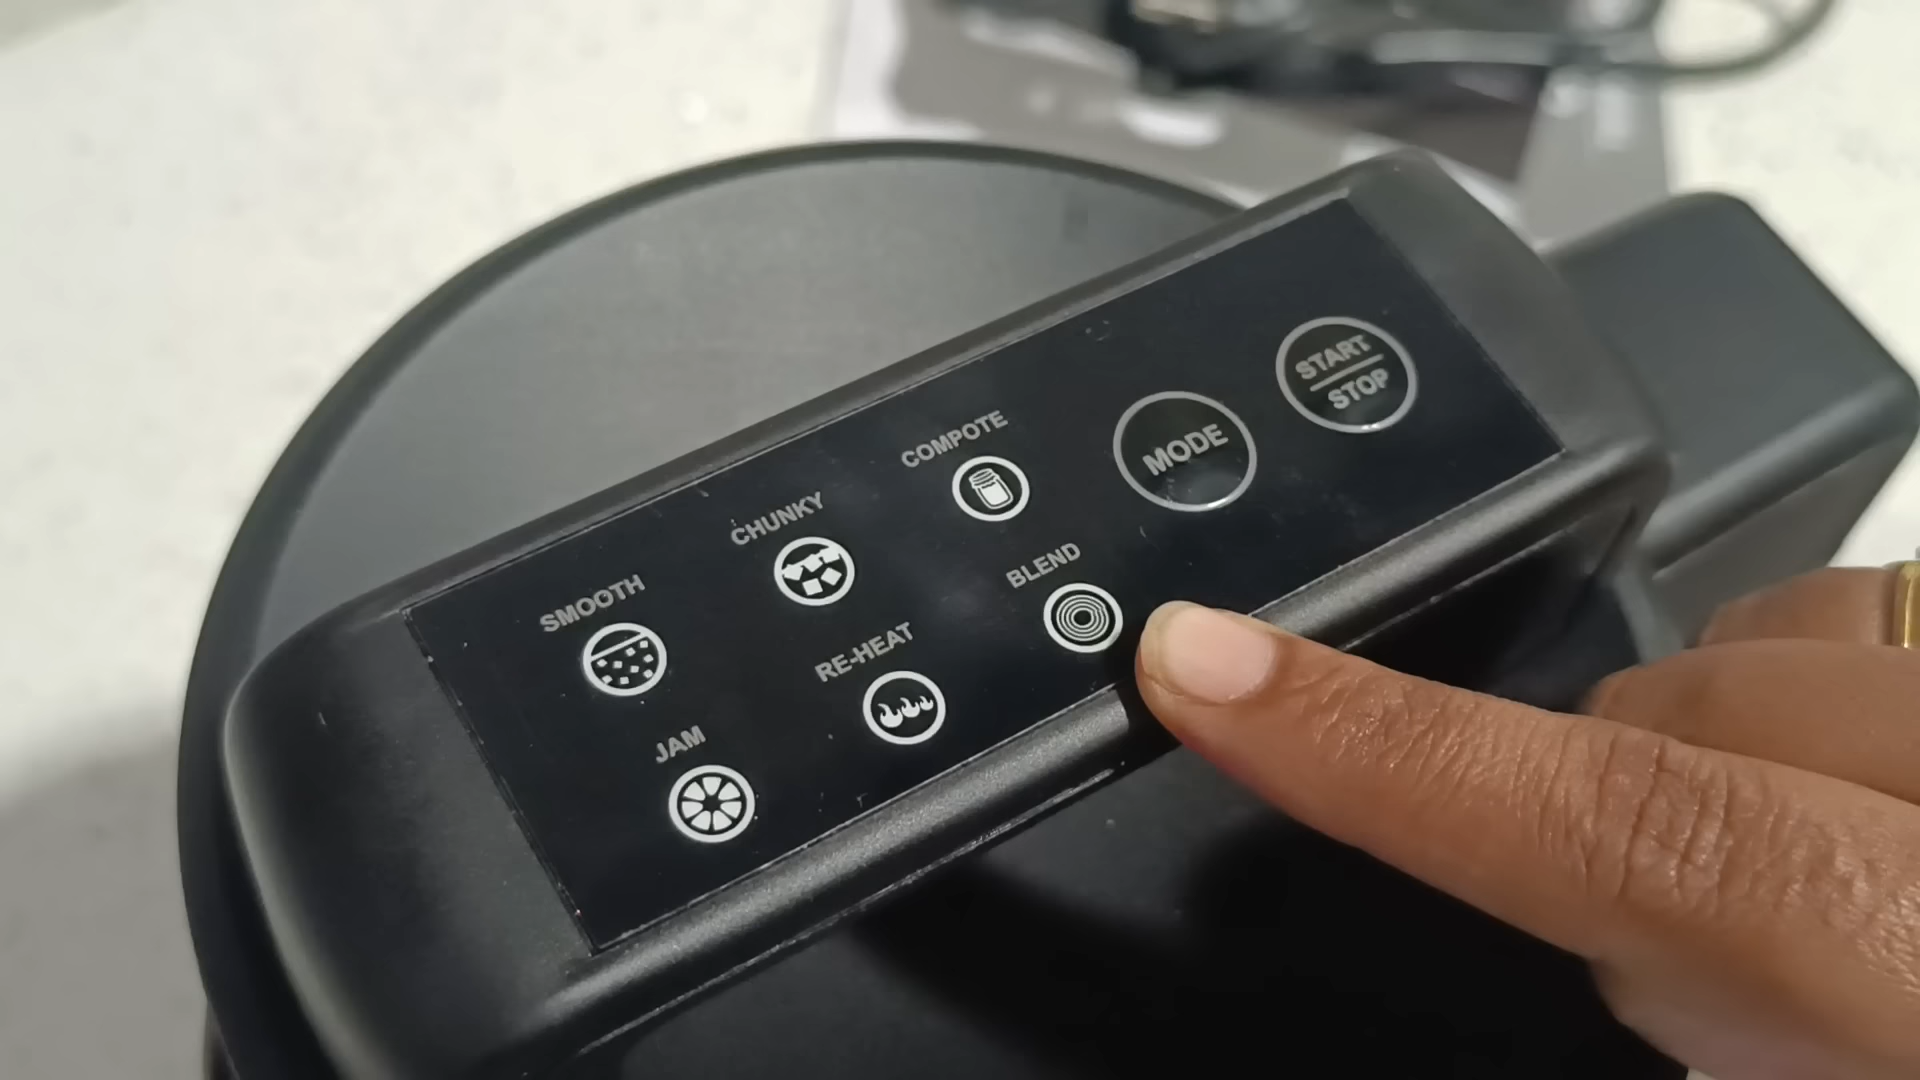 SMOOTH
CHUNKY
COMPOTE
JAM
RE-HEAT
BLEND
MODE
START
STOP